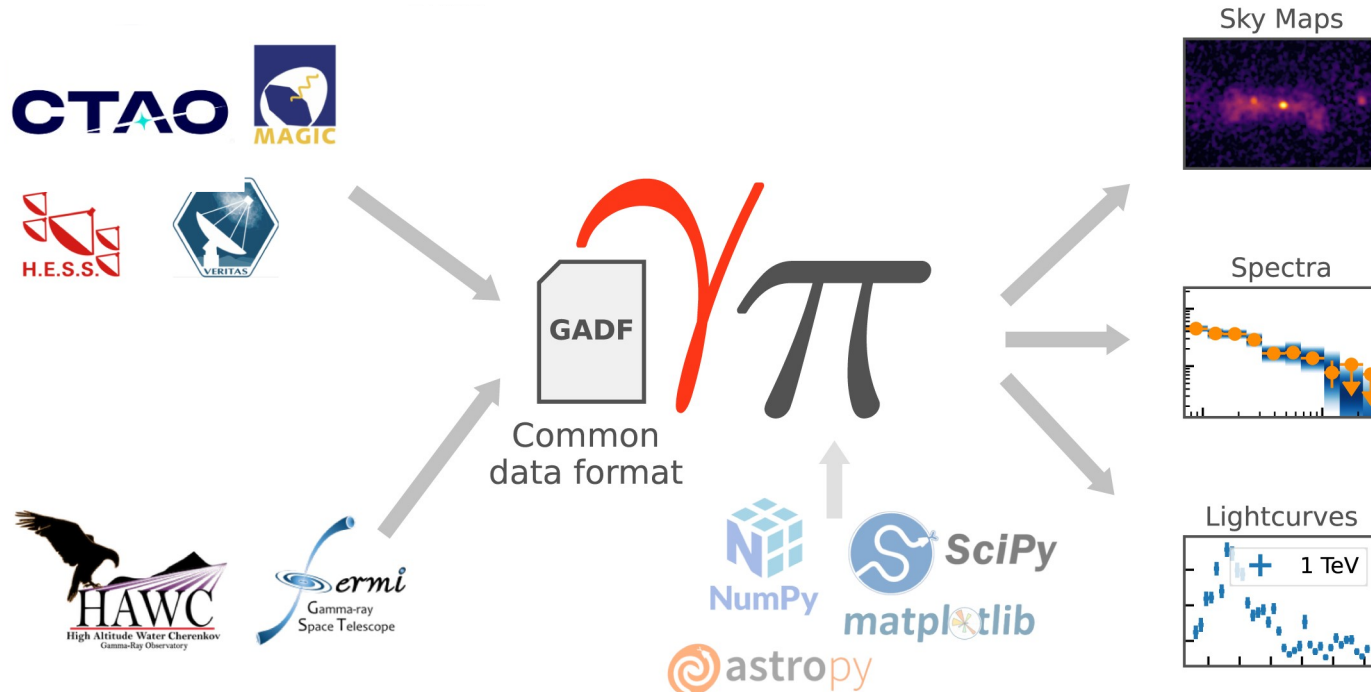 CTAO
MAGIC
H.E.S.S.
VERITAS
HAWC
High Altitude Water Cherenkov
Gamma-Ray Observatory
Fermi
Gamma-ray
Space Telescope
GADF
Common
data format
γπ
NumPy
SciPy
matplotlib
astropy
Sky Maps
Spectra
Lightcurves
1 TeV